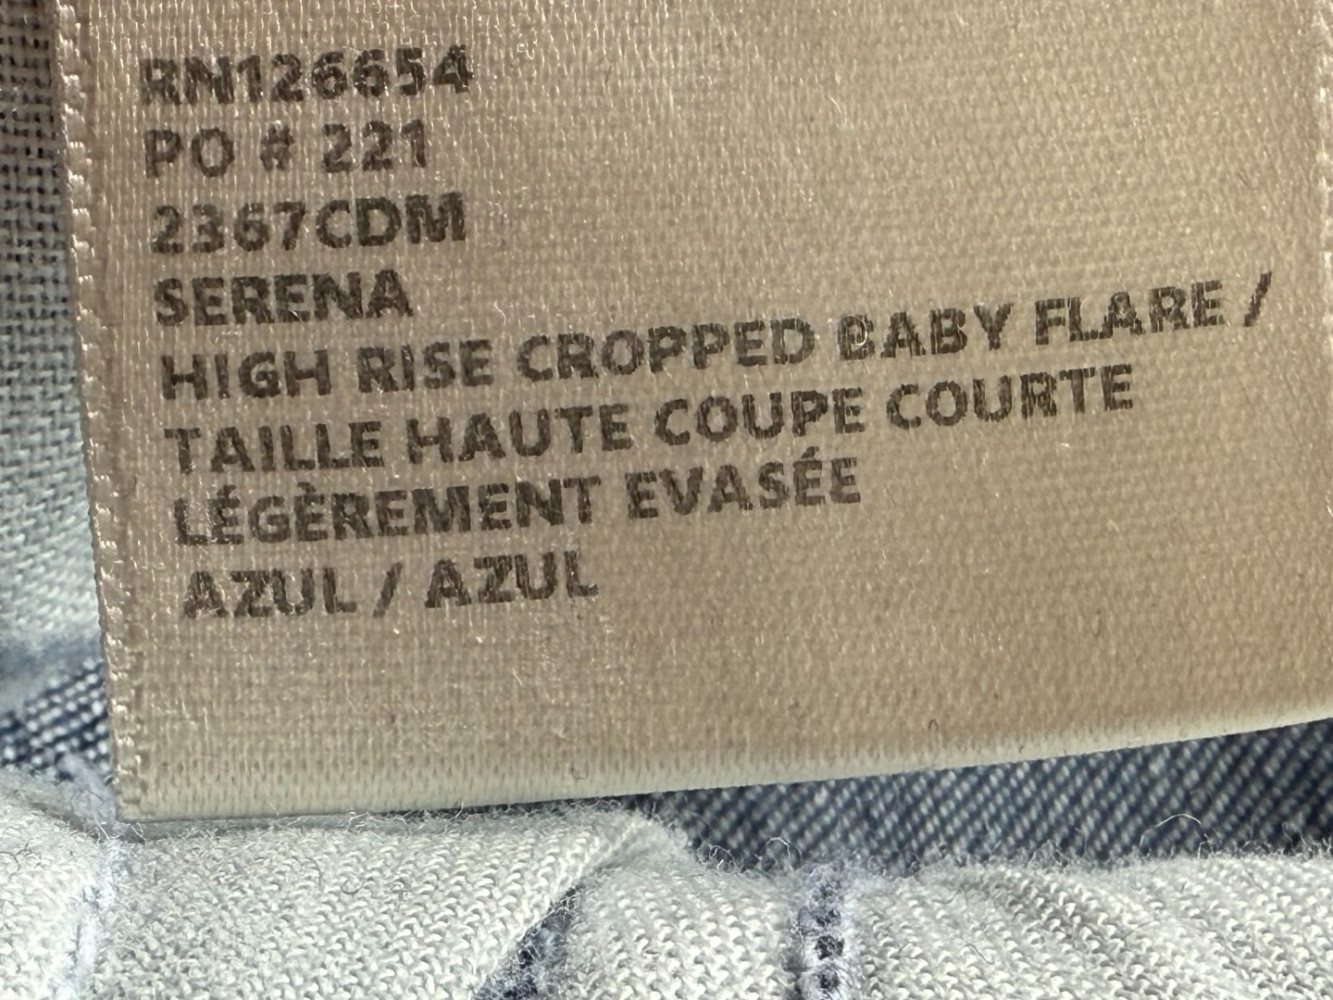 RN126654
PO # 221
2367CDM
SERENA
HIGH RISE CROPPED BABY FLARE /
TAILLE HAUTE COUPE COURTE
LÉGÈREMENT EVASÉE
AZUL / AZUL